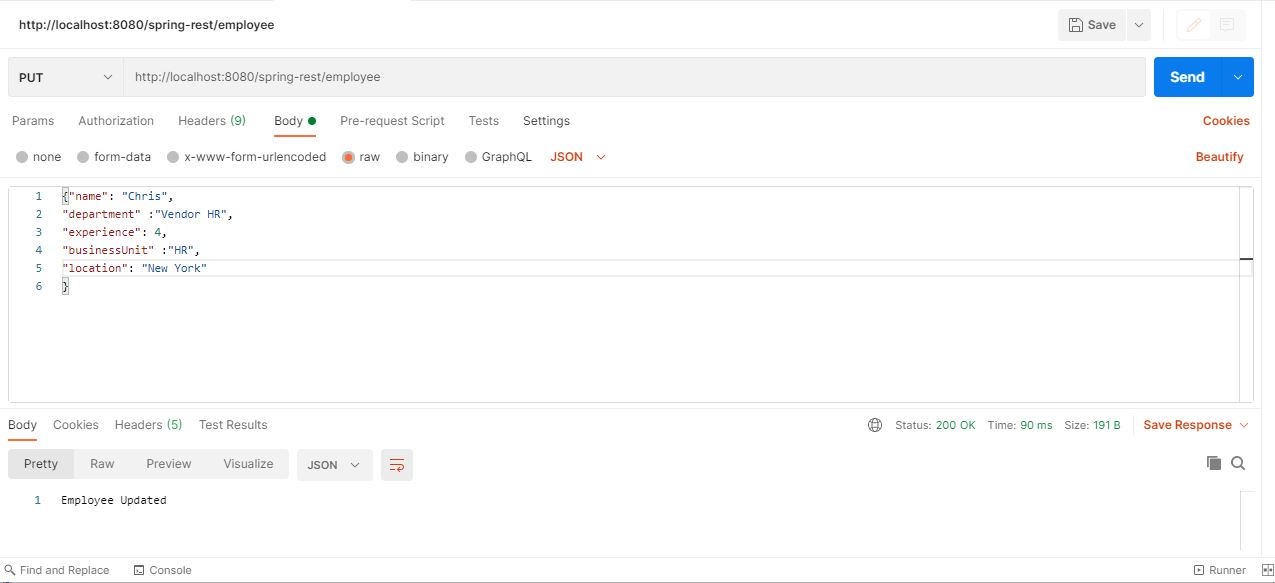 http://localhost:8080/spring-rest/employee Save
PUT http://localhost:8080/spring-rest/employee Send
Params Authorization Headers (9) Body Pre-request Script Tests Settings Cookies
none form-data x-www-form-urlencoded raw binary GraphQL JSON Beautify
1 {"name": "Chris",
2 "department" :"Vendor HR",
3 "experience": 4,
4 "businessUnit" :"HR",
5 "location": "New York"
6 }
Body Cookies Headers (5) Test Results Status: 200 OK Time: 90 ms Size: 191 B Save Response
Pretty Raw Preview Visualize JSON
1 Employee Updated
Find and Replace Console Runner